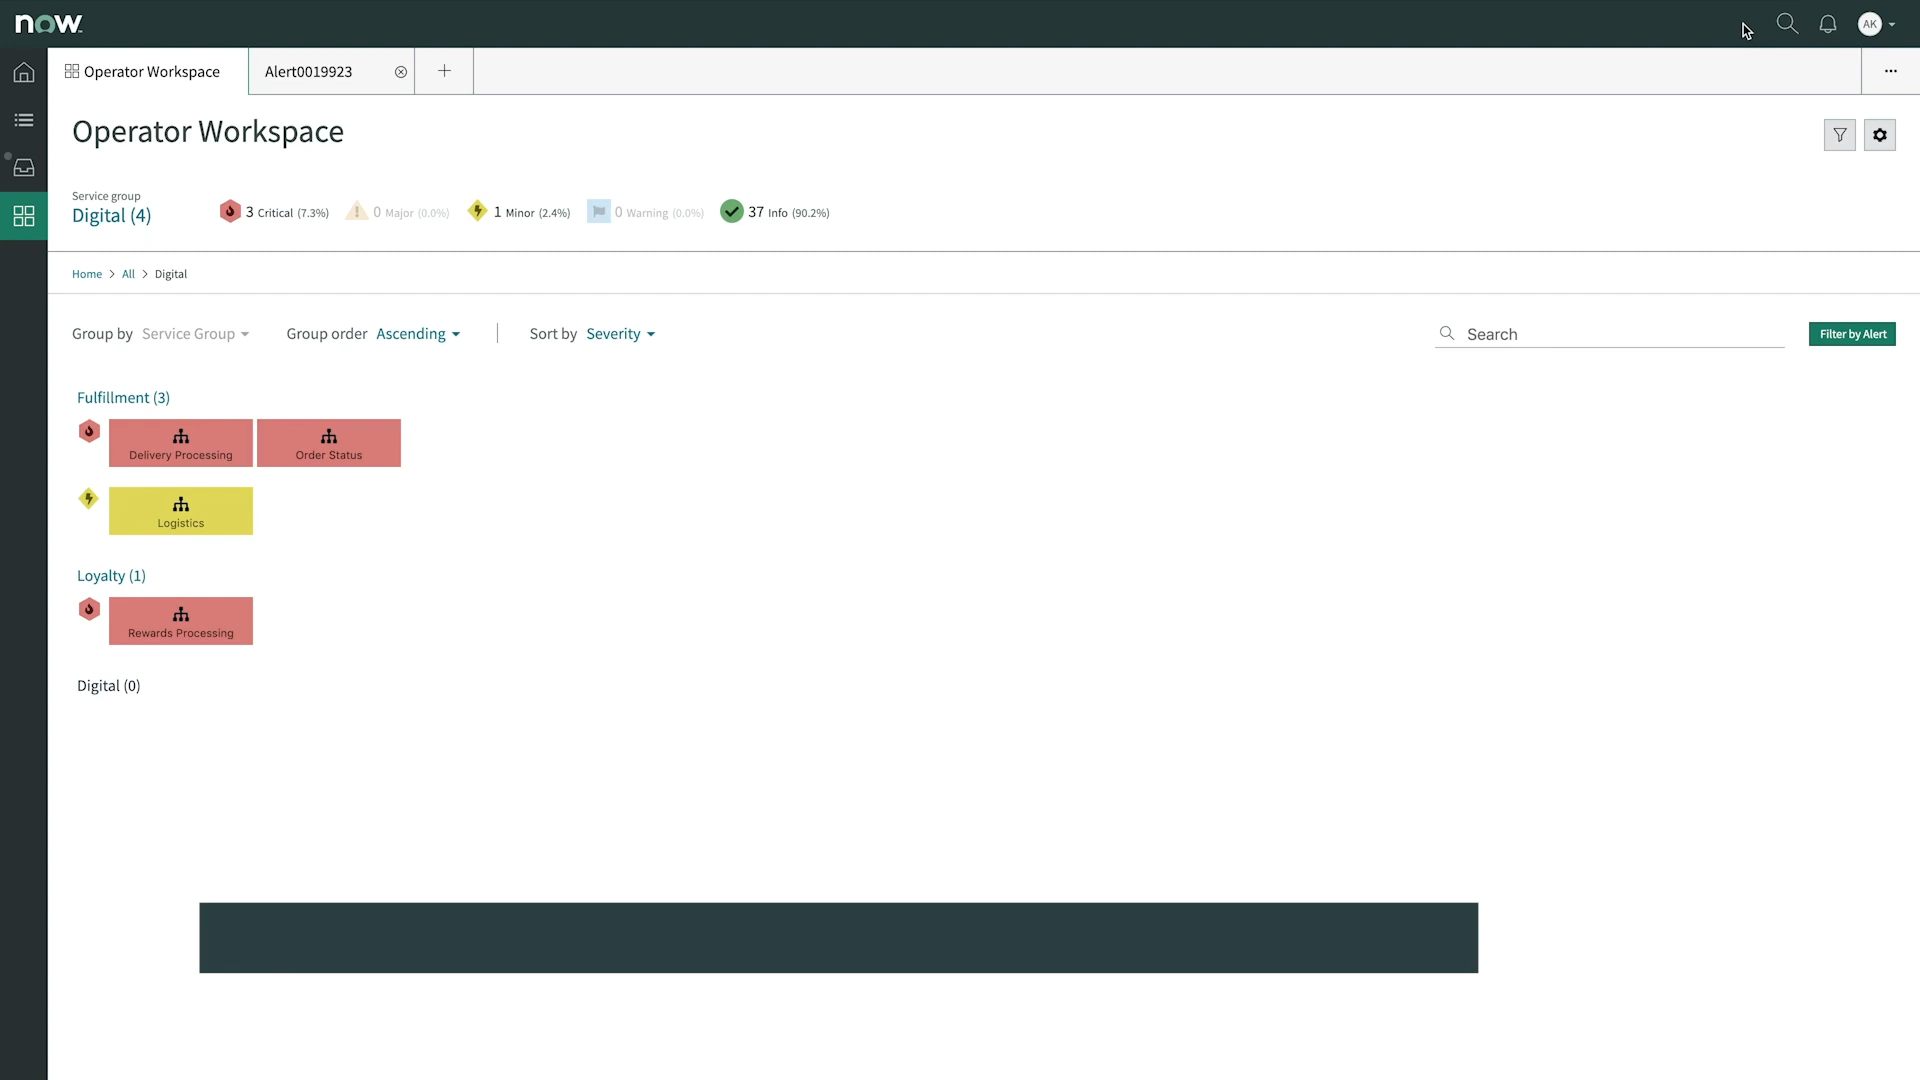 now.
AK
Operator Workspace
Alert0019923
Operator Workspace
Service group
Digital (4)
3 Critical (7.3%)
0 Major (0.0%)
1 Minor (2.4%)
0 Warning (0.0%)
37 Info (90.2%)
Home > All > Digital
Group by Service Group
Group order Ascending
Sort by Severity
Search
Filter by Alert
Fulfillment (3)
Delivery Processing
Order Status
Logistics
Loyalty (1)
Rewards Processing
Digital (0)